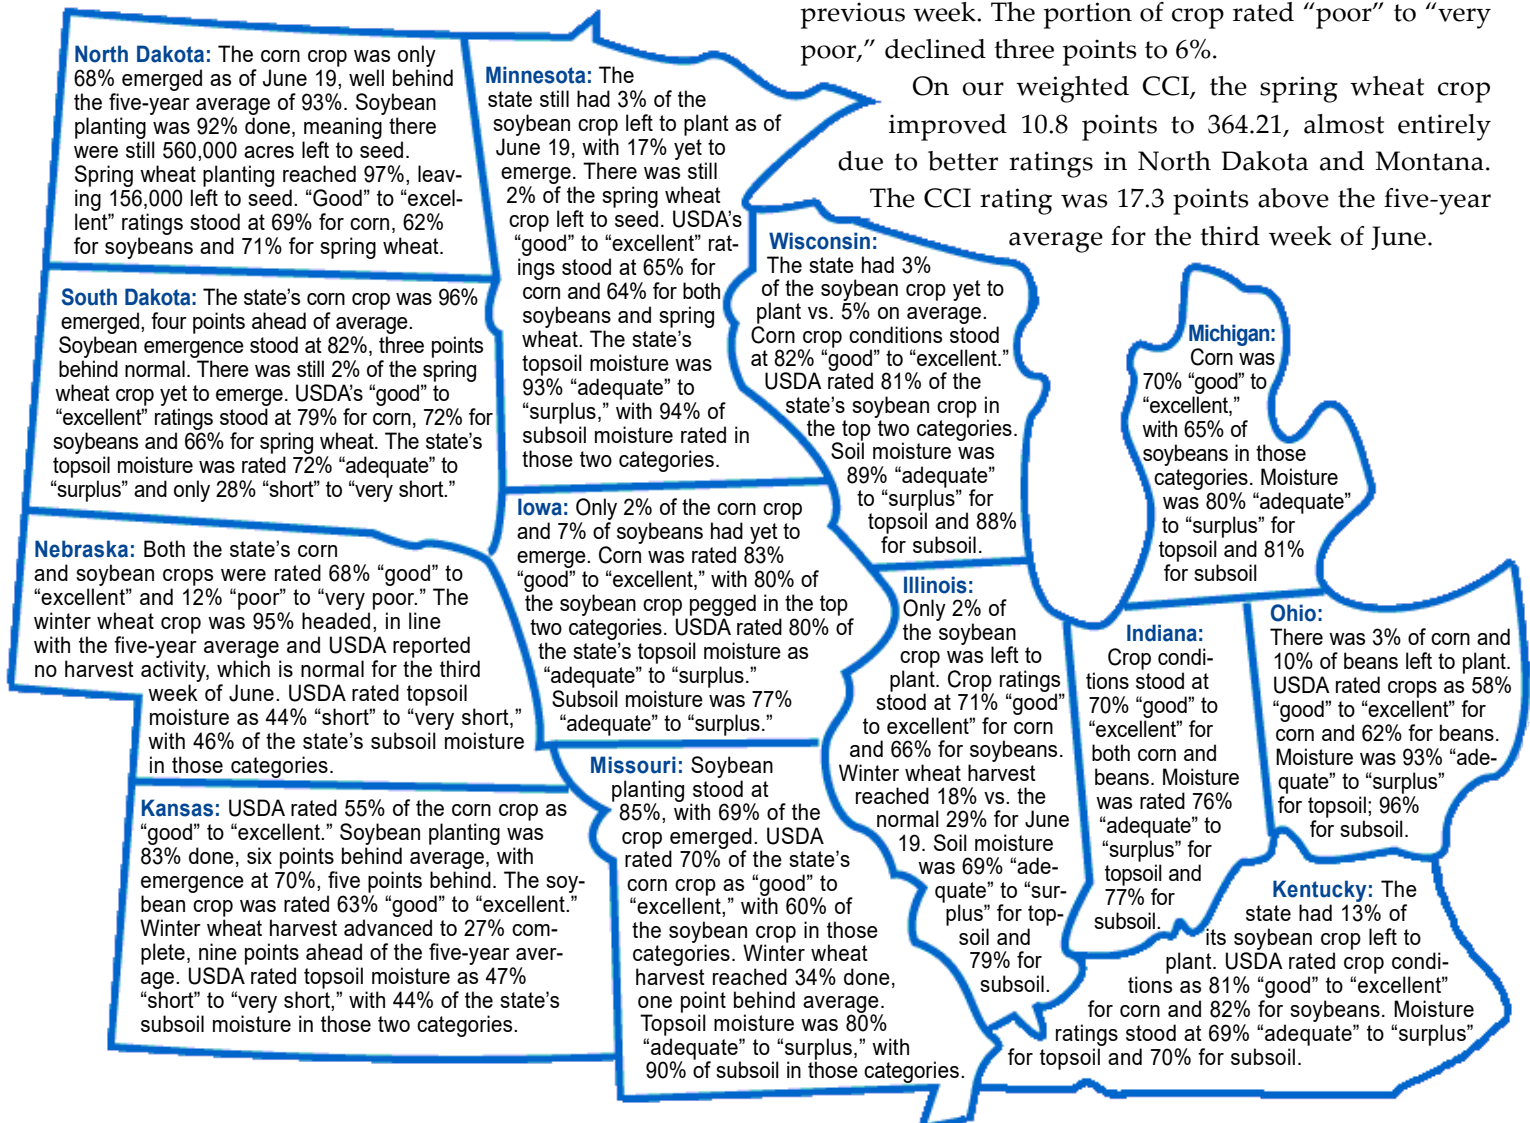 previous week. The portion of crop rated “poor” to “very
poor,” declined three points to 6%.
On our weighted CCI, the spring wheat crop
improved 10.8 points to 364.21, almost entirely
due to better ratings in North Dakota and Montana.
The CCI rating was 17.3 points above the five-year
average for the third week of June.
North Dakota: The corn crop was only
68% emerged as of June 19, well behind
the five-year average of 93%. Soybean
planting was 92% done, meaning there
were still 560,000 acres left to seed.
Spring wheat planting reached 97%, leav-
ing 156,000 left to seed. “Good” to “excel-
lent” ratings stood at 69% for corn, 62%
for soybeans and 71% for spring wheat.
Minnesota: The
state still had 3% of the
soybean crop left to plant as of
June 19, with 17% yet to
emerge. There was still
2% of the spring wheat
crop left to seed. USDA’s
“good” to “excellent” rat-
ings stood at 65% for
corn and 64% for both
soybeans and spring
wheat. The state’s
topsoil moisture was
93% “adequate” to
“surplus,” with 94% of
subsoil moisture rated in
those two categories.
Wisconsin:
The state had 3%
of the soybean crop yet to
plant vs. 5% on average.
Corn crop conditions stood
at 82% “good” to “excellent.”
USDA rated 81% of the
state’s soybean crop in
the top two categories.
Soil moisture was
89% “adequate”
to “surplus” for
topsoil and 88%
for subsoil.
Michigan:
Corn was
70% “good” to
“excellent,”
with 65% of
soybeans in those
categories. Moisture
was 80% “adequate”
to “surplus” for
topsoil and 81%
for subsoil
South Dakota: The state’s corn crop was 96%
emerged, four points ahead of average.
Soybean emergence stood at 82%, three points
behind normal. There was still 2% of the spring
wheat crop yet to emerge. USDA’s “good” to
“excellent” ratings stood at 79% for corn, 72% for
soybeans and 66% for spring wheat. The state’s
topsoil moisture was rated 72% “adequate” to
“surplus” and only 28% “short” to “very short.”
Nebraska: Both the state’s corn
and soybean crops were rated 68% “good” to
“excellent” and 12% “poor” to “very poor.” The
winter wheat crop was 95% headed, in line
with the five-year average and USDA reported
no harvest activity, which is normal for the third
week of June. USDA rated topsoil
moisture as 44% “short” to “very short,”
with 46% of the state’s subsoil moisture
in those categories.
Iowa: Only 2% of the corn crop
and 7% of soybeans had yet to
emerge. Corn was rated 83%
“good” to “excellent,” with 80% of
the soybean crop pegged in the top
two categories. USDA rated 80% of
the state’s topsoil moisture as
“adequate” to “surplus.”
Subsoil moisture was 77%
“adequate” to “surplus.”
Illinois:
Only 2% of
the soybean
crop was left to
plant. Crop ratings
stood at 71% “good”
to excellent” for corn
and 66% for soybeans.
Winter wheat harvest
reached 18% vs. the
normal 29% for June
19. Soil moisture
was 69% “ade-
quate” to “sur-
plus” for top-
soil and
79% for
subsoil.
Indiana:
Crop condi-
tions stood at
70% “good” to
“excellent” for
both corn and
beans. Moisture
was rated 76%
“adequate” to
“surplus” for
topsoil and
77% for
subsoil.
Ohio:
There was 3% of corn and
10% of beans left to plant.
USDA rated crops as 58%
“good” to “excellent” for
corn and 62% for beans.
Moisture was 93% “ade-
quate” to “surplus”
for topsoil; 96%
for subsoil.
Kansas: USDA rated 55% of the corn crop as
“good” to “excellent.” Soybean planting was
83% done, six points behind average, with
emergence at 70%, five points behind. The soy-
bean crop was rated 63% “good” to “excellent.”
Winter wheat harvest advanced to 27% com-
plete, nine points ahead of the five-year aver-
age. USDA rated topsoil moisture as 47%
“short” to “very short,” with 44% of the state’s
subsoil moisture in those two categories.
Missouri: Soybean
planting stood at
85%, with 69% of the
crop emerged. USDA
rated 70% of the state’s
corn crop as “good” to
“excellent,” with 60% of
the soybean crop in those
categories. Winter wheat
harvest reached 34% done,
one point behind average.
Topsoil moisture was 80%
“adequate” to “surplus,” with
90% of subsoil in those categories.
Kentucky: The
state had 13% of
its soybean crop left to
plant. USDA rated crop condi-
tions as 81% “good” to “excellent”
for corn and 82% for soybeans. Moisture
ratings stood at 69% “adequate” to “surplus”
for topsoil and 70% for subsoil.